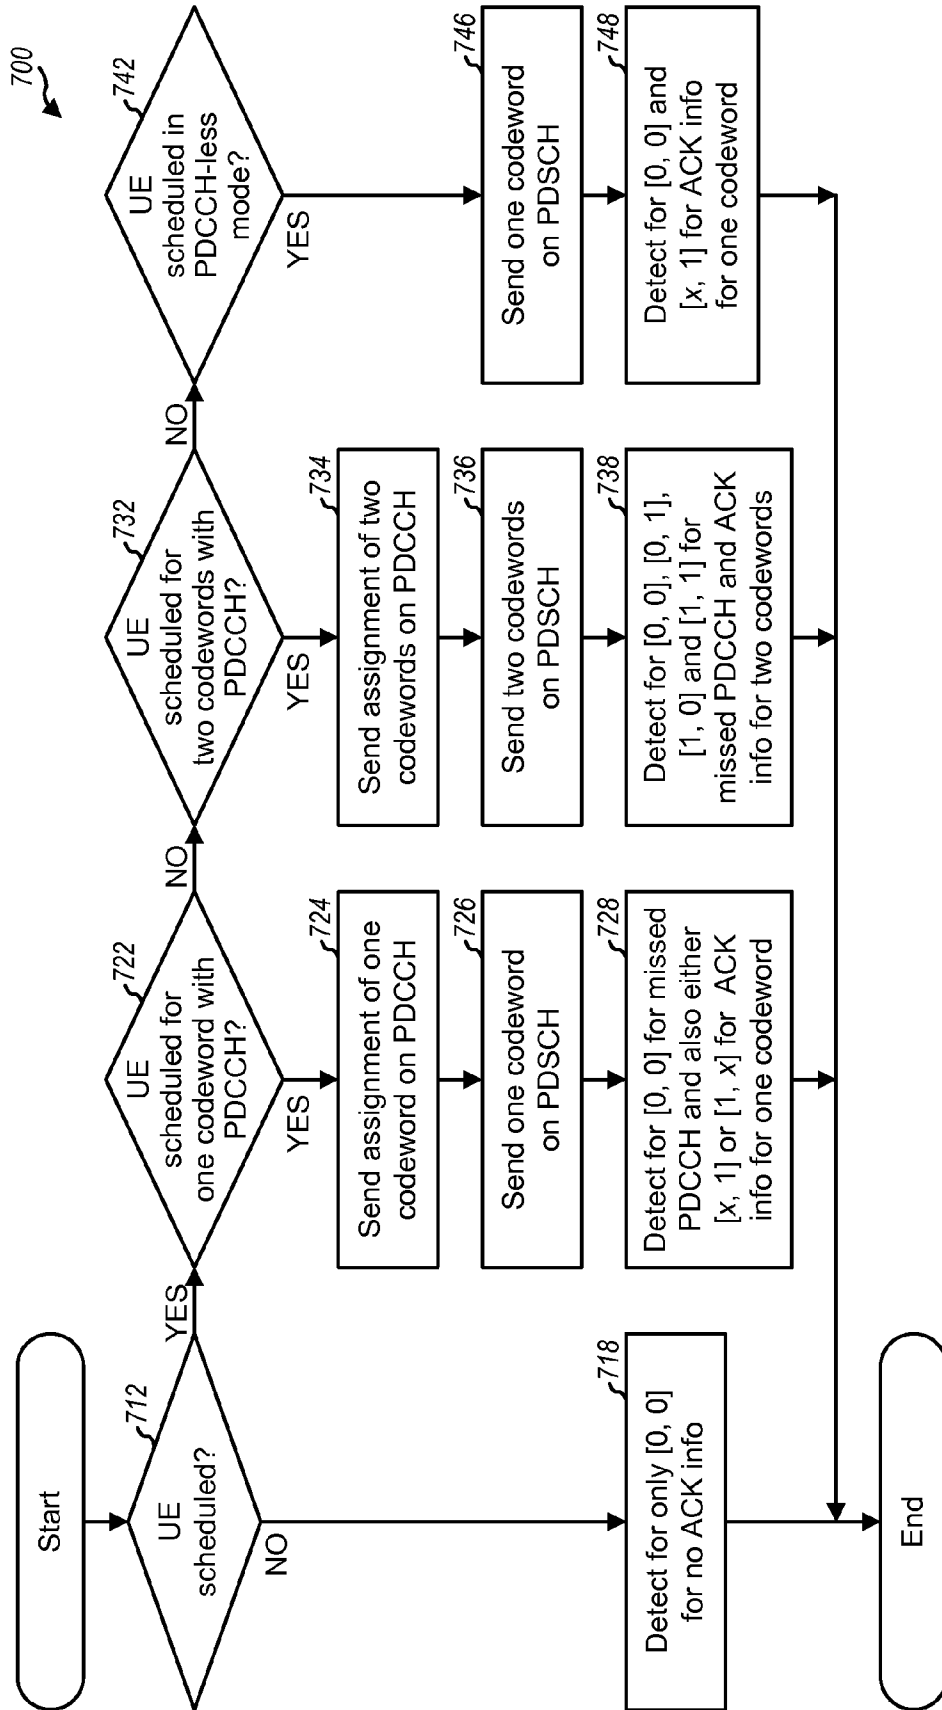 700
Start
712
UE
scheduled?
YES
NO
722
UE
scheduled for
one codeword with
PDCCH?
NO
YES
732
UE
scheduled for
two codewords with
PDCCH?
NO
YES
742
UE
scheduled in
PDCCH-less
mode?
YES
724
Send assignment of one
codeword on PDCCH
734
Send assignment of two
codewords on PDCCH
726
Send one codeword
on PDSCH
736
Send two codewords
on PDSCH
746
Send one codeword
on PDSCH
718
Detect for only [0, 0]
for no ACK info
728
Detect for [0, 0] for missed
PDCCH and also either
[x, 1] or [1, x] for ACK
info for one codeword
738
Detect for [0, 0], [0, 1],
[1, 0] and [1, 1] for
missed PDCCH and ACK
info for two codewords
748
Detect for [0, 0] and
[x, 1] for ACK info
for one codeword
End